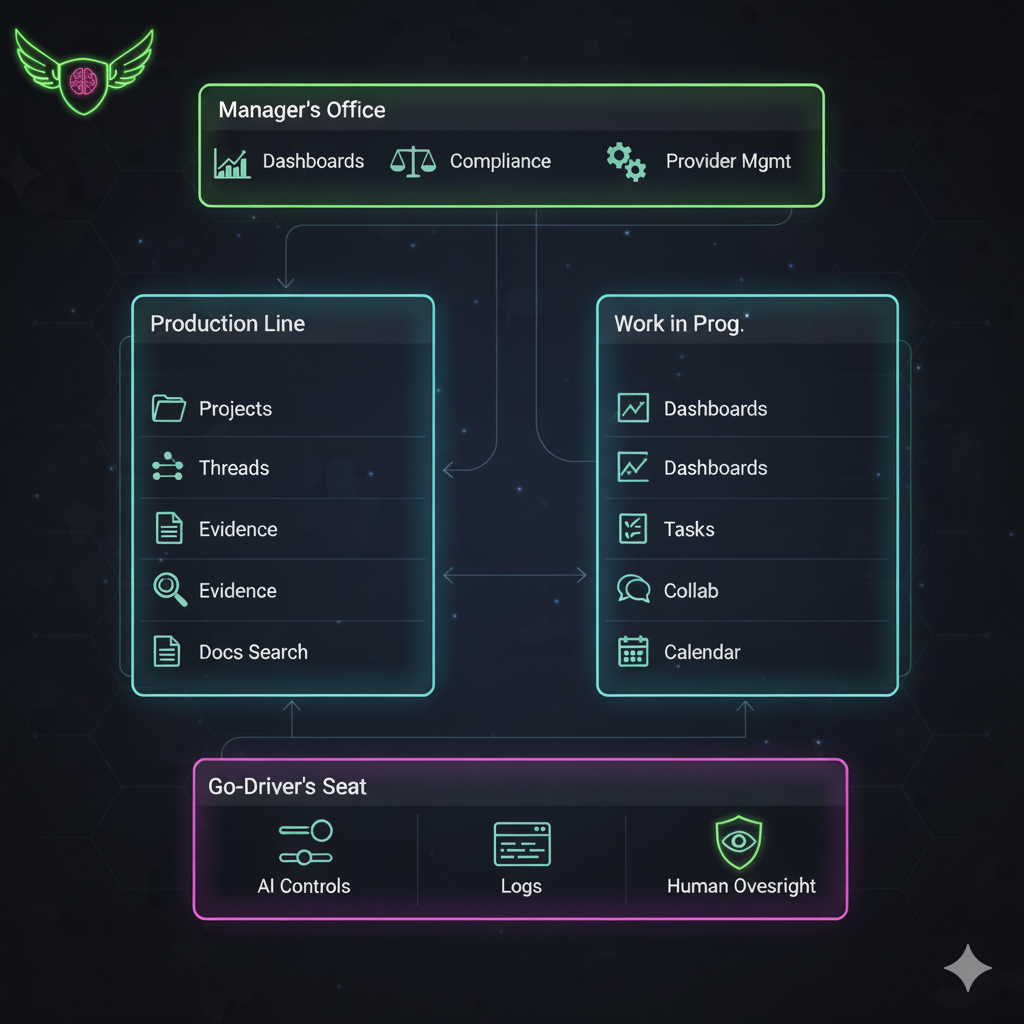 Manager's Office
Dashboards
Compliance
Provider Mgmt
Production Line
Projects
Threads
Evidence
Evidence
Docs Search
Work in Prog.
Dashboards
Dashboards
Tasks
Collab
Calendar
Go-Driver's Seat
AI Controls
Logs
Human Ovesright